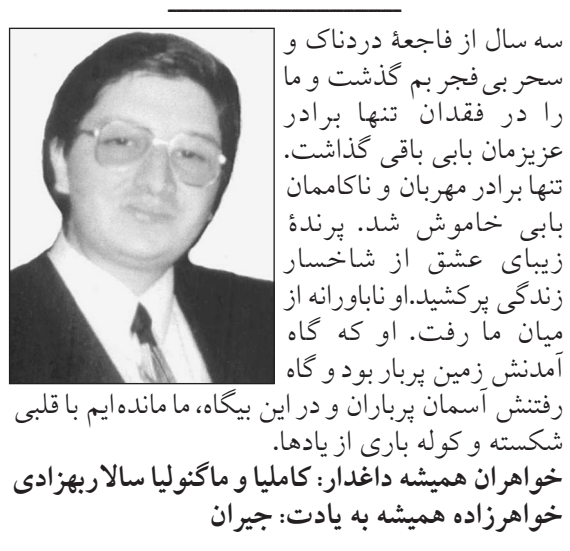 سه سال از فاجعهٔ دردناک و
سحر بی‌فجر بم گذشت و ما
را در فقدان تنها برادر
عزیزمان بابی باقی گذاشت.
تنها برادر مهربان و ناکاممان
بابی خاموش شد. پرندهٔ
زیبای عشق از شاخسار
زندگی پرکشید.او ناباورانه از
میان ما رفت. او که گاه
آمدنش زمین پربار بود و گاه
رفتنش آسمان پرباران و در این بیگاه، ما مانده‌ایم با قلبی
شکسته و کوله باری از یادها.
خواهران همیشه داغدار: کاملیا و ماگنولیا سالاربهزادی
خواهرزاده همیشه به یادت: جیران